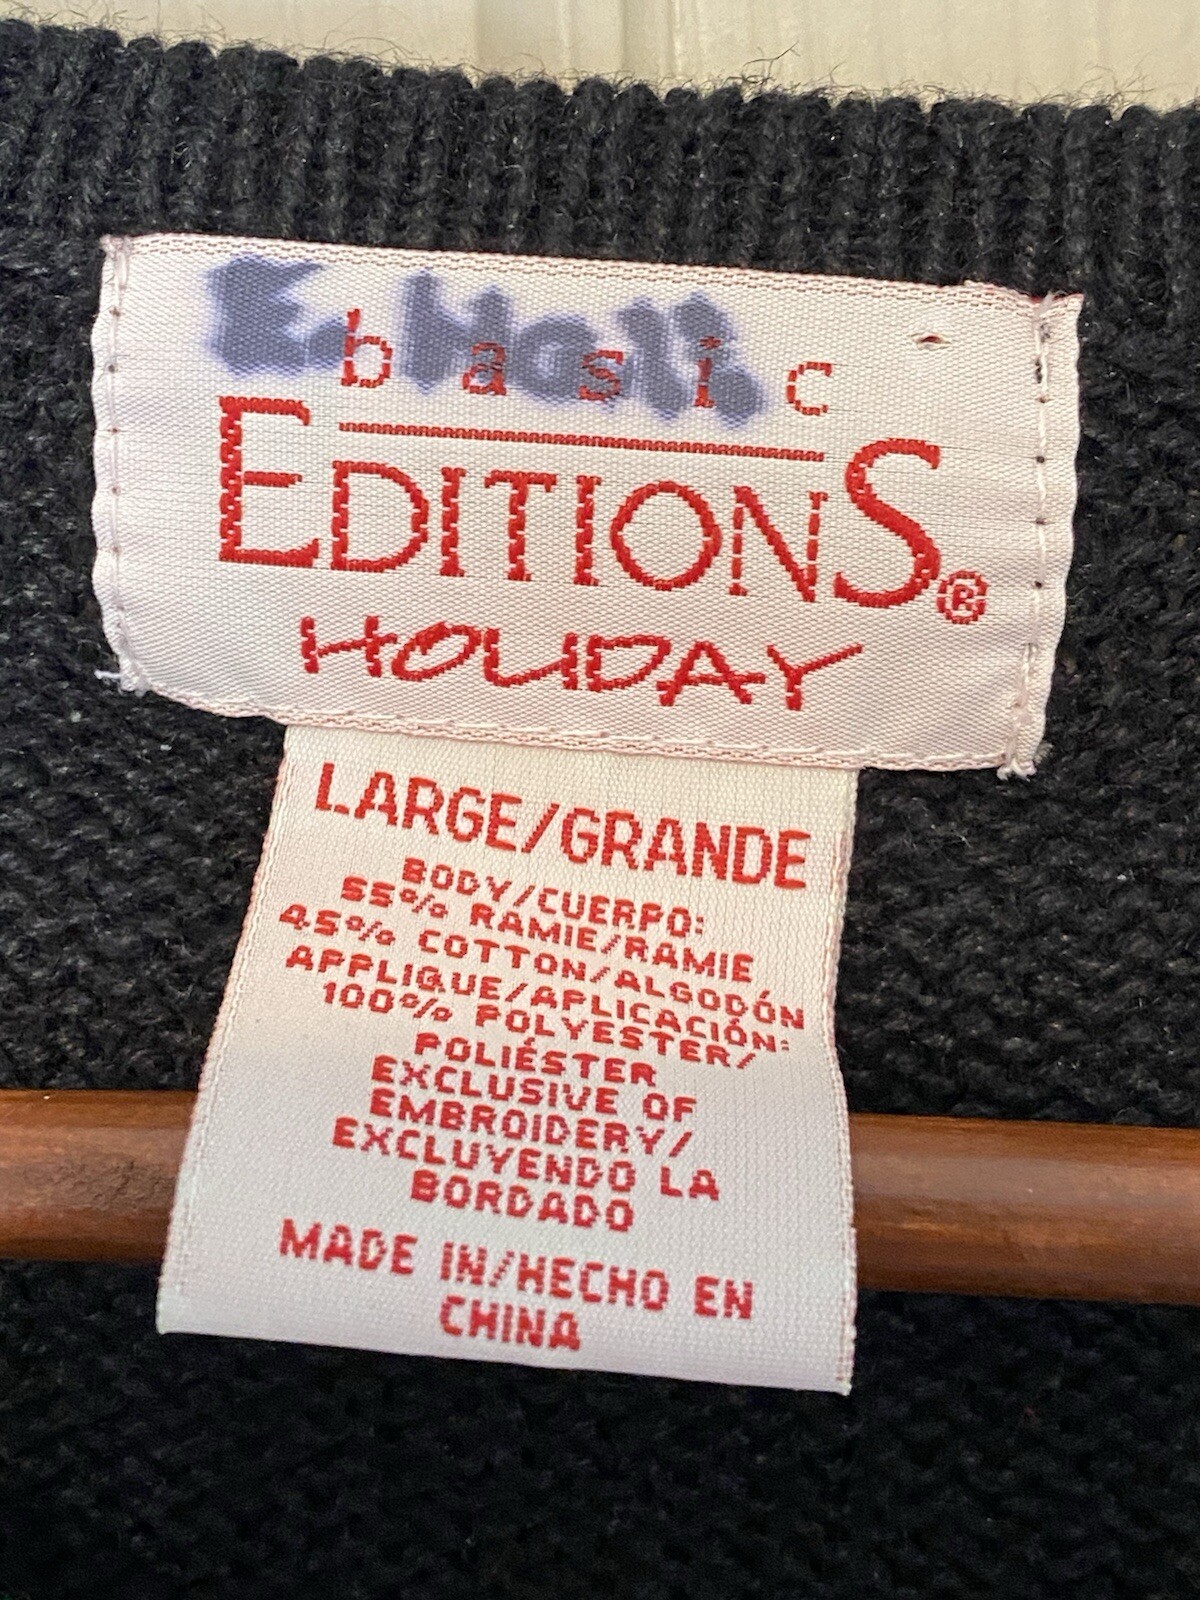 basic
EDITIONS®
HOLIDAY
LARGE/GRANDE
BODY/CUERPO:
55% RAMIE/RAMIE
45% COTTON/ALGODÓN
APPLIQUE/APLICACIÓN:
100% POLYESTER/
POLIÉSTER
EXCLUSIVE OF
EMBROIDERY/
EXCLUYENDO LA
BORDADO
MADE IN/HECHO EN
CHINA